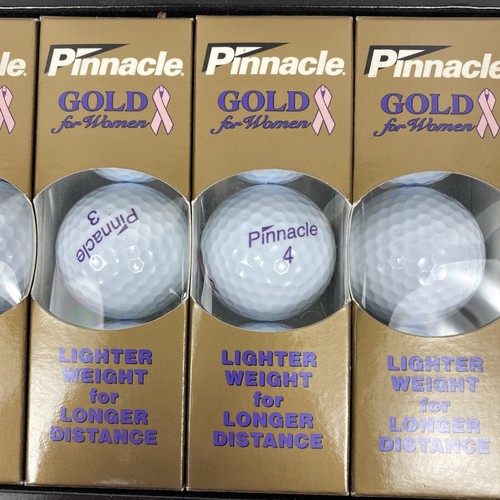 le.
Pinnacle.
GOLD
for Women
Pinnacle
3
LIGHTER
WEIGHT
for
LONGER
DISTANCE
Pinnacle.
GOLD
for Women
Pinnacle
4
LIGHTER
WEIGHT
for
LONGER
DISTANCE
Pinnacle
GOLD
for Women
LIGHTER
WEIGHT
for
LONGER
DISTANCE